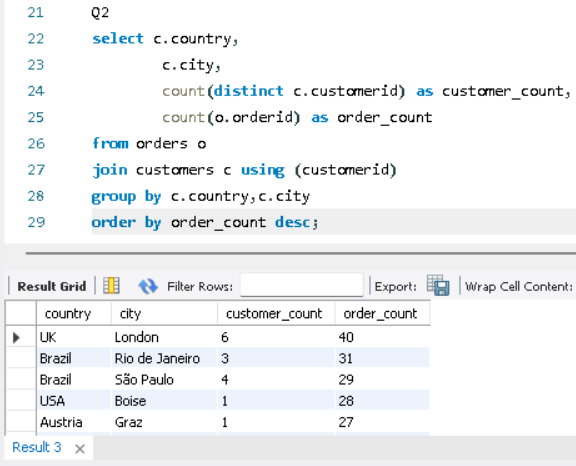 21 Q2
22 select c.country,
23 c.city,
24 count(distinct c.customerid) as customer_count,
25 count(o.orderid) as order_count
26 from orders o
27 join customers c using (customerid)
28 group by c.country,c.city
29 order by order_count desc;
Result Grid Filter Rows: Export: Wrap Cell Content:
country city customer_count order_count
UK London 6 40
Brazil Rio de Janeiro 3 31
Brazil São Paulo 4 29
USA Boise 1 28
Austria Graz 1 27
Result 3 ×